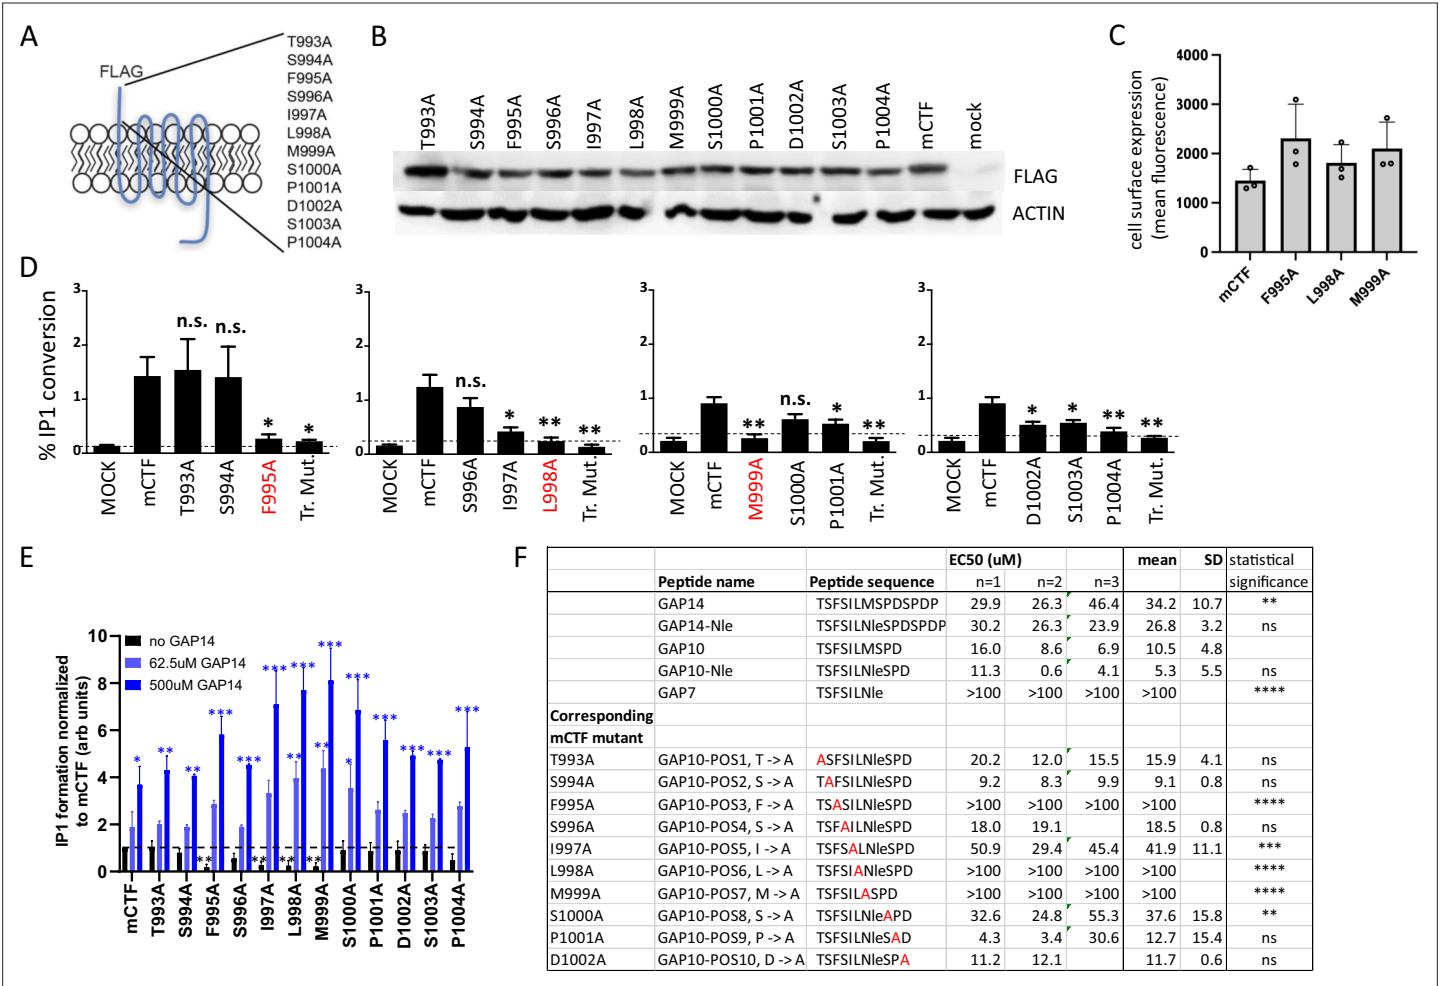 A
FLAG
T993A
S994A
F995A
S996A
I997A
L998A
M999A
S1000A
P1001A
D1002A
S1003A
P1004A
B
T993A S994A F995A S996A I997A L998A M999A S1000A P1001A D1002A S1003A P1004A mCTF mock
FLAG
ACTIN
C
cell surface expression
(mean fluorescence)
4000
3000
2000
1000
0
mCTF F995A L998A M999A
D
% IP1 conversion
3
2
1
0
n.s. n.s. * *
MOCK mCTF T993A S994A F995A Tr. Mut.
3
2
1
0
n.s. * ** **
MOCK mCTF S996A I997A L998A Tr. Mut.
3
2
1
0
** n.s. * **
MOCK mCTF M999A S1000A P1001A Tr. Mut.
3
2
1
0
* * ** **
MOCK mCTF D1002A S1003A P1004A Tr. Mut.
E
IP1 formation normalized
to mCTF (arb units)
10
8
6
4
2
0
no GAP14
62.5uM GAP14
500uM GAP14
* ** ** *** *** *** *** *** *** *** *** *** ***
** ** *
** ** ** **
mCTF T993A S994A F995A S996A I997A L998A M999A S1000A P1001A D1002A S1003A P1004A
F
EC50 (uM) mean SD statistical
Peptide name Peptide sequence n=1 n=2 n=3 significance
GAP14 TSFSILMSPDSPDP 29.9 26.3 46.4 34.2 10.7 **
GAP14-Nle TSFSILNleSPDSPDP 30.2 26.3 23.9 26.8 3.2 ns
GAP10 TSFSILMSPD 16.0 8.6 6.9 10.5 4.8
GAP10-Nle TSFSILNleSPD 11.3 0.6 4.1 5.3 5.5 ns
GAP7 TSFSILNle >100 >100 >100 >100 ****
Corresponding
mCTF mutant
T993A GAP10-POS1, T -> A ASFSILNleSPD 20.2 12.0 15.5 15.9 4.1 ns
S994A GAP10-POS2, S -> A TAFSILNleSPD 9.2 8.3 9.9 9.1 0.8 ns
F995A GAP10-POS3, F -> A TSASILNleSPD >100 >100 >100 >100 ****
S996A GAP10-POS4, S -> A TSFAILNleSPD 18.0 19.1 18.5 0.8 ns
I997A GAP10-POS5, I -> A TSFSALNleSPD 50.9 29.4 45.4 41.9 11.1 ***
L998A GAP10-POS6, L -> A TSFSIANleSPD >100 >100 >100 >100 ****
M999A GAP10-POS7, M -> A TSFSILASPD >100 >100 >100 >100 ****
S1000A GAP10-POS8, S -> A TSFSILNleAPD 32.6 24.8 55.3 37.6 15.8 **
P1001A GAP10-POS9, P -> A TSFSILNleSAD 4.3 3.4 30.6 12.7 15.4 ns
D1002A GAP10-POS10, D -> A TSFSILNleSPA 11.2 12.1 11.7 0.6 ns